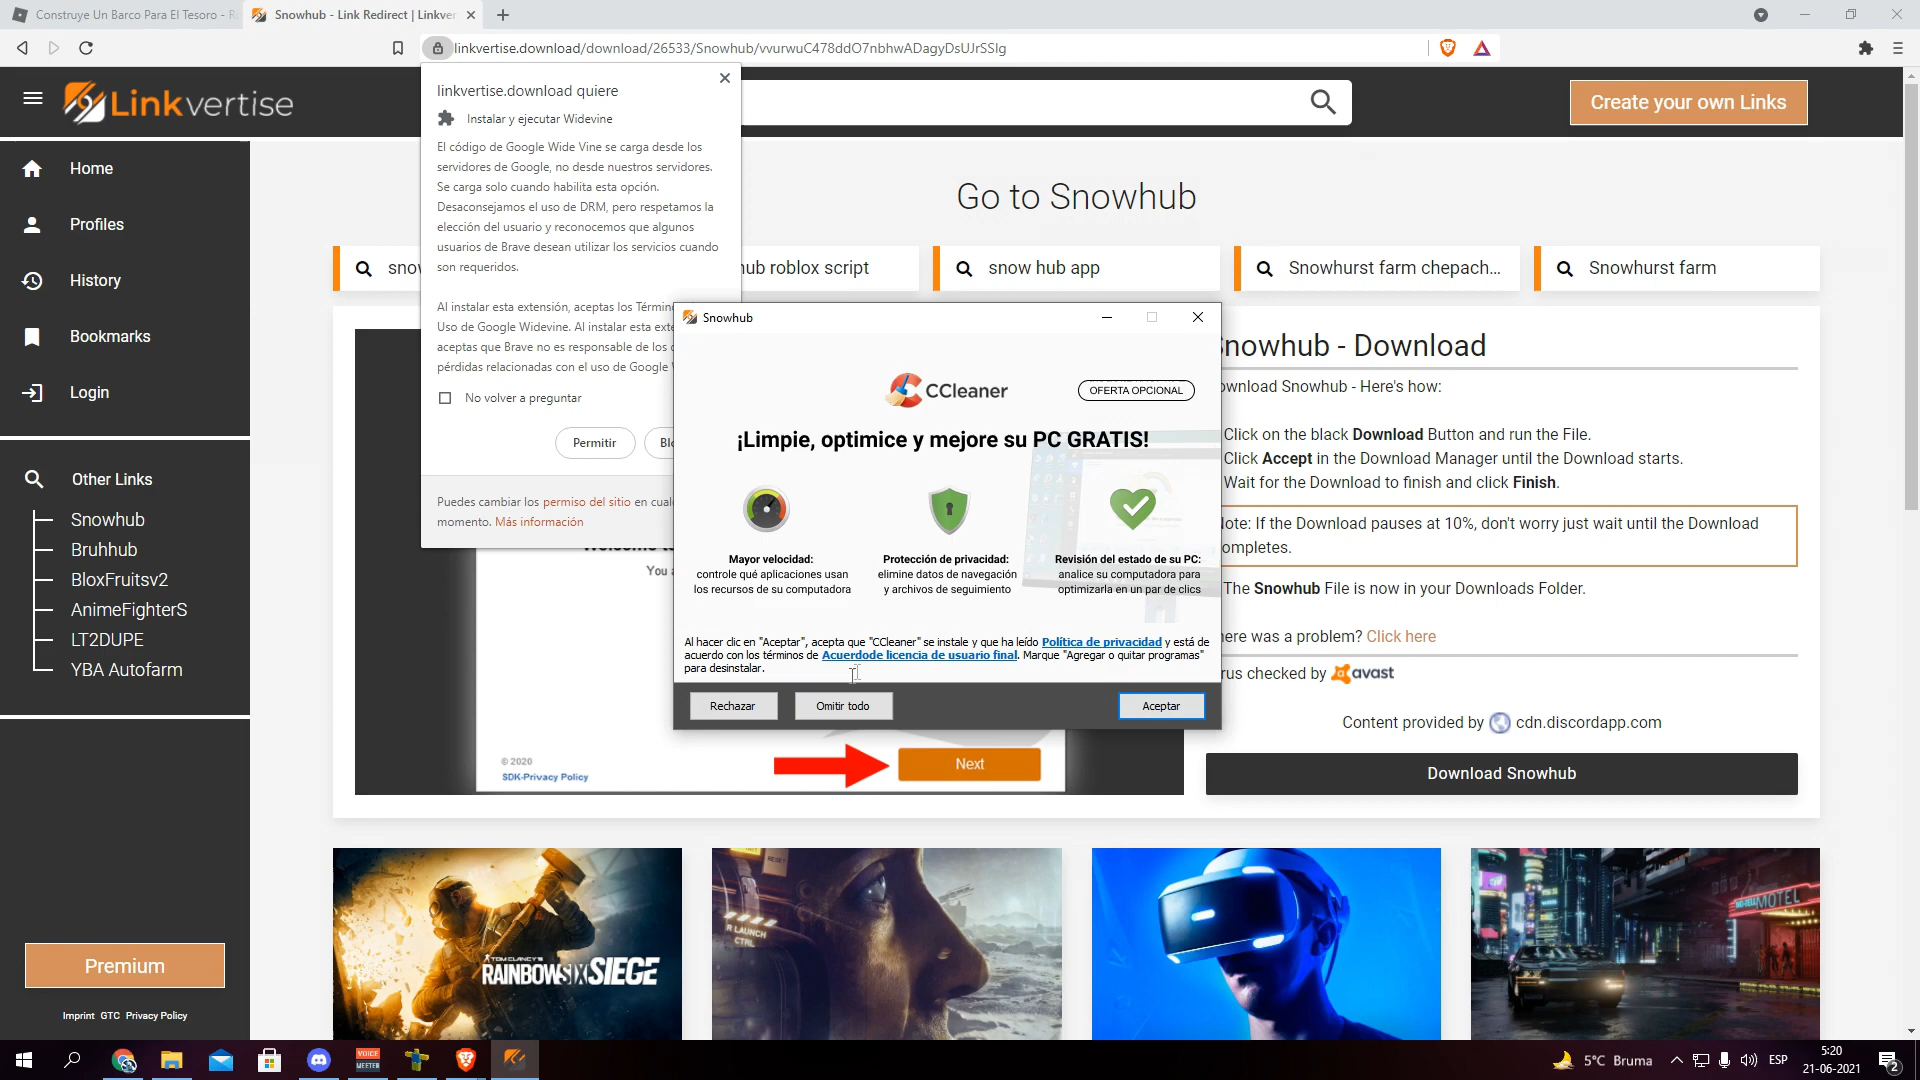 Construye Un Barco Para El Tesoro - R
Snowhub - Link Redirect | Linkver
linkvertise.download/download/26533/Snowhub/vvurwuC478ddO7nbhwADagyDsUJrSSIg
Linkvertise
Create your own Links
Home
Profiles
History
Bookmarks
Login
Other Links
Snowhub
Bruhhub
BloxFruitsv2
AnimeFighterS
LT2DUPE
YBA Autofarm
Premium
Imprint GTC Privacy Policy
linkvertise.download quiere
Instalar y ejecutar Widevine
El código de Google Wide Vine se carga desde los
servidores de Google, no desde nuestros servidores.
Se carga solo cuando habilita esta opción.
Desaconsejamos el uso de DRM, pero respetamos la
elección del usuario y reconocemos que algunos
usuarios de Brave desean utilizar los servicios cuando
son requeridos.
Al instalar esta extensión, aceptas los Términ
Uso de Google Widevine. Al instalar esta exte
aceptas que Brave no es responsable de los
pérdidas relacionadas con el uso de Google
No volver a preguntar
Permitir
Blo
Puedes cambiar los permiso del sitio en cual
momento. Más información
Go to Snowhub
snow
hub roblox script
snow hub app
Snowhurst farm chepach...
Snowhurst farm
Snowhub
CCleaner
OFERTA OPCIONAL
¡Limpie, optimice y mejore su PC GRATIS!
Mayor velocidad:
controle qué aplicaciones usan
los recursos de su computadora
Protección de privacidad:
elimine datos de navegación
y archivos de seguimiento
Revisión del estado de su PC:
analice su computadora para
optimizarla en un par de clics
Al hacer clic en "Aceptar", acepta que "CCleaner" se instale y que ha leído Política de privacidad y está de
acuerdo con los términos de Acuerdode licencia de usuario final. Marque "Agregar o quitar programas"
para desinstalar.
Rechazar
Omitir todo
Aceptar
You a
© 2020
SDK-Privacy Policy
Next
Snowhub - Download
ownload Snowhub - Here's how:
Click on the black Download Button and run the File.
Click Accept in the Download Manager until the Download starts.
Wait for the Download to finish and click Finish.
ote: If the Download pauses at 10%, don't worry just wait until the Download
ompletes.
The Snowhub File is now in your Downloads Folder.
ere was a problem? Click here
rus checked by avast
Content provided by cdn.discordapp.com
Download Snowhub
TOM CLANCY'S
RAINBOWSIX SIEGE
RESET
R LAUNCH
CTRL
MOTEL
VOICE
MEETER
5°C Bruma
ESP
5:20
21-06-2021
2